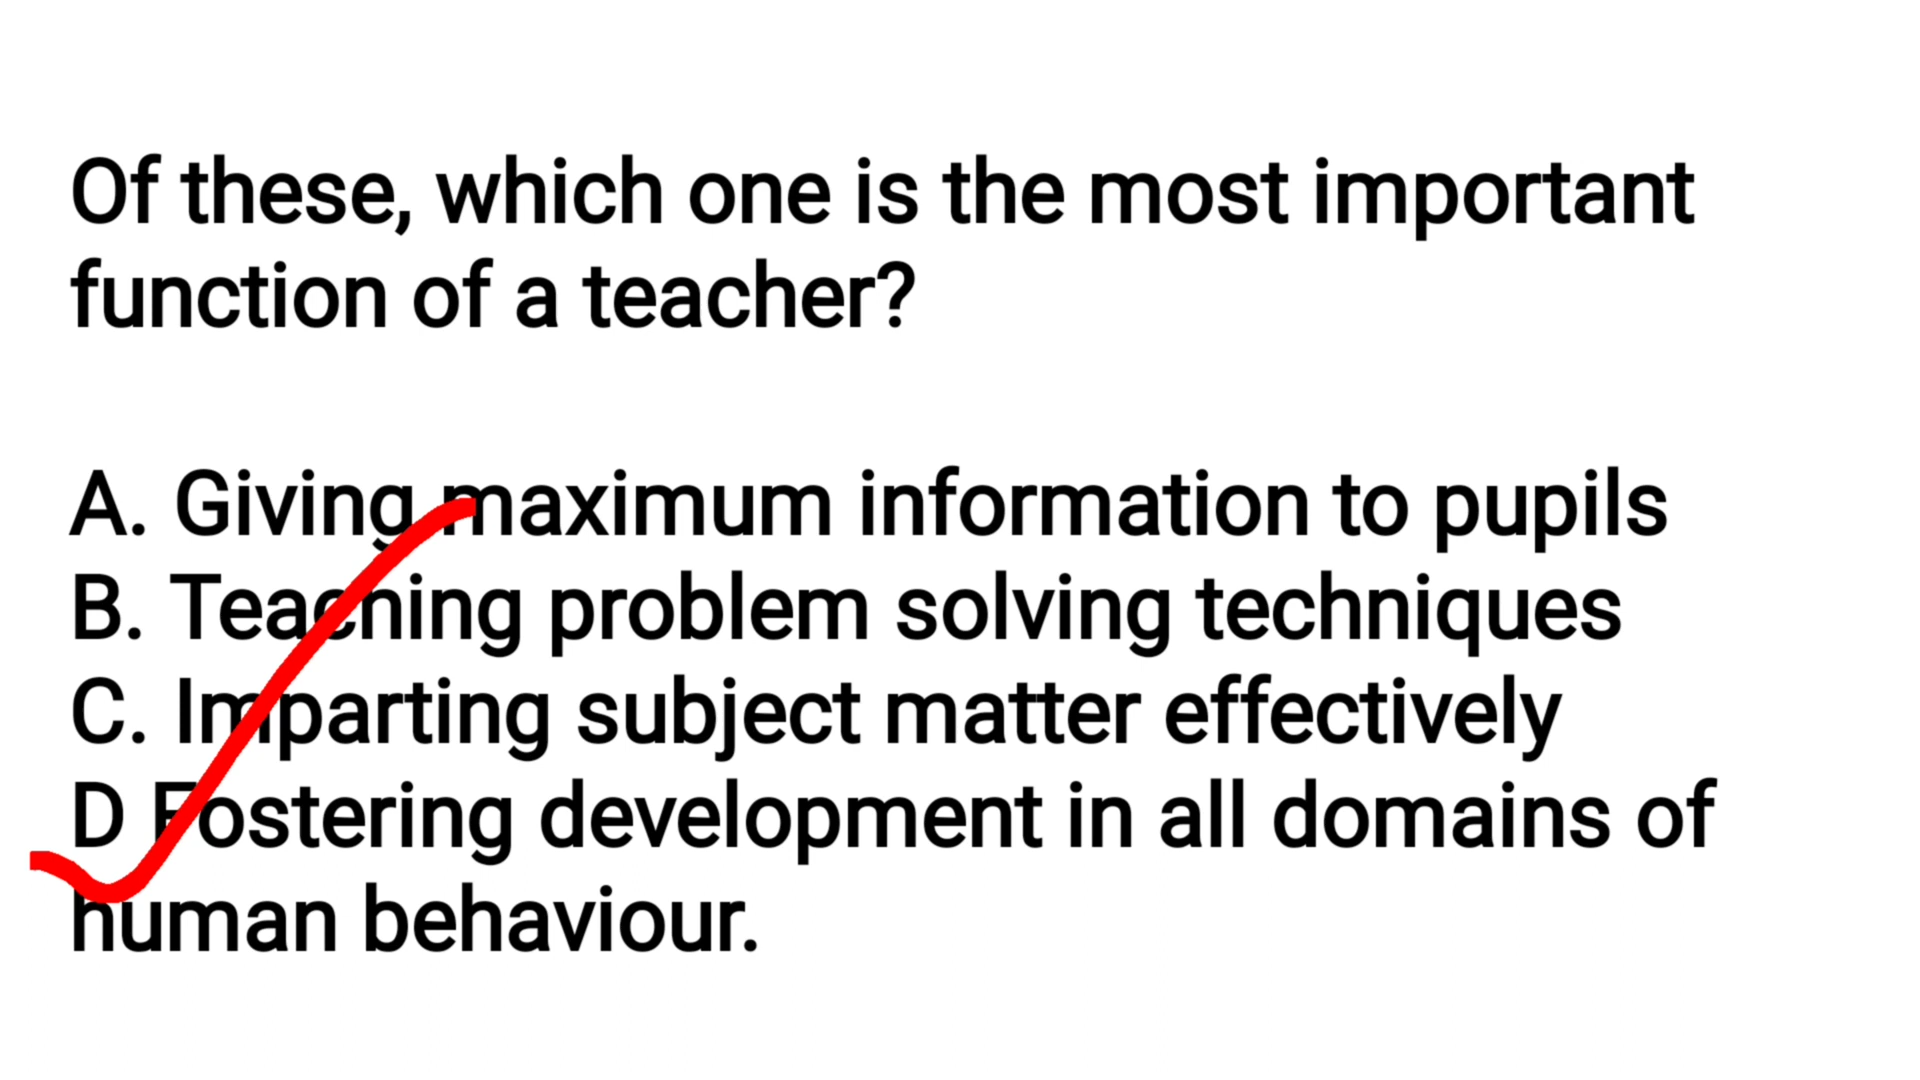 Of these, which one is the most important
function of a teacher?
A. Giving maximum information to pupils
B. Teaching problem solving techniques
C. Imparting subject matter effectively
D Fostering development in all domains of
human behaviour.